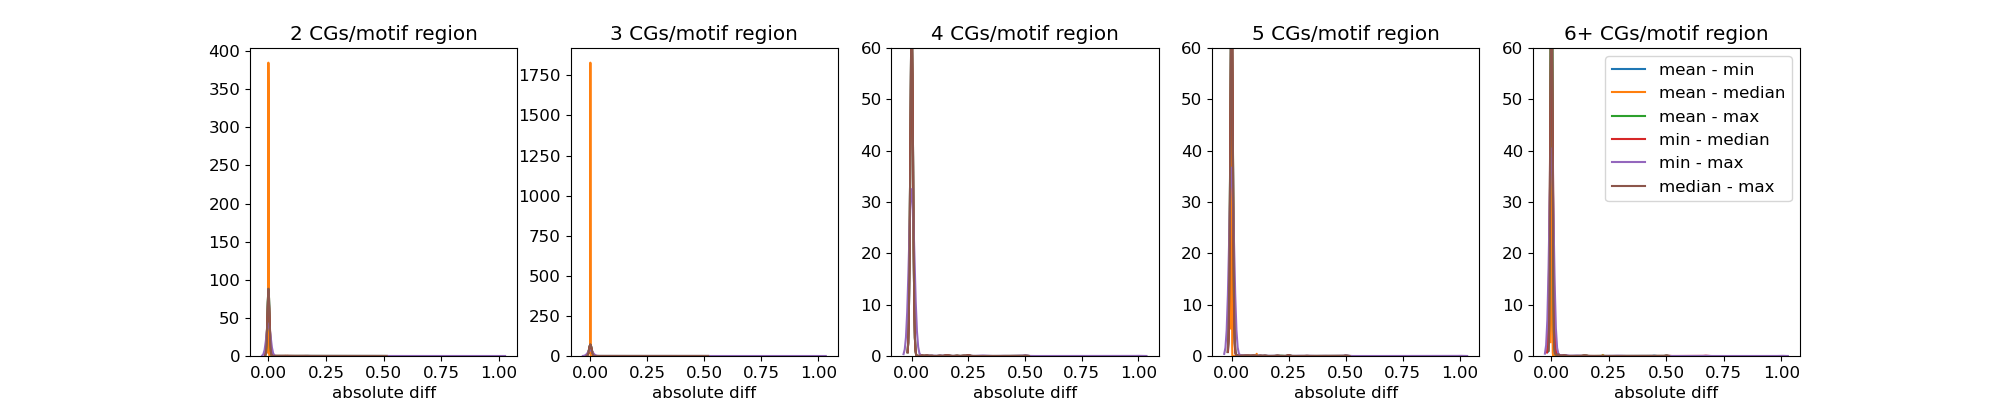 2 CGs/motif region
400
350
300
250
200
150
100
50
0
0.00 0.25 0.50 0.75 1.00
absolute diff
3 CGs/motif region
1750
1500
1250
1000
750
500
250
0
0.00 0.25 0.50 0.75 1.00
absolute diff
4 CGs/motif region
60
50
40
30
20
10
0
0.00 0.25 0.50 0.75 1.00
absolute diff
5 CGs/motif region
60
50
40
30
20
10
0
0.00 0.25 0.50 0.75 1.00
absolute diff
6+ CGs/motif region
60
50
40
30
20
10
0
0.00 0.25 0.50 0.75 1.00
absolute diff
mean - min
mean - median
mean - max
min - median
min - max
median - max